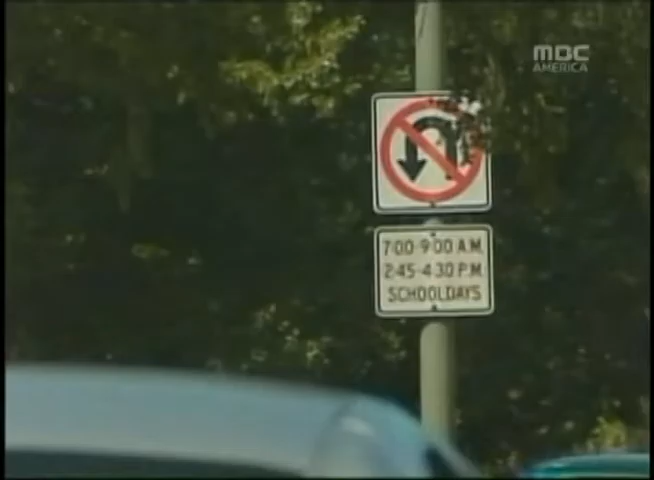 MBC
AMERICA
7:00-9:00 A.M.
2:45-4:30 P.M.
SCHOOLDAYS